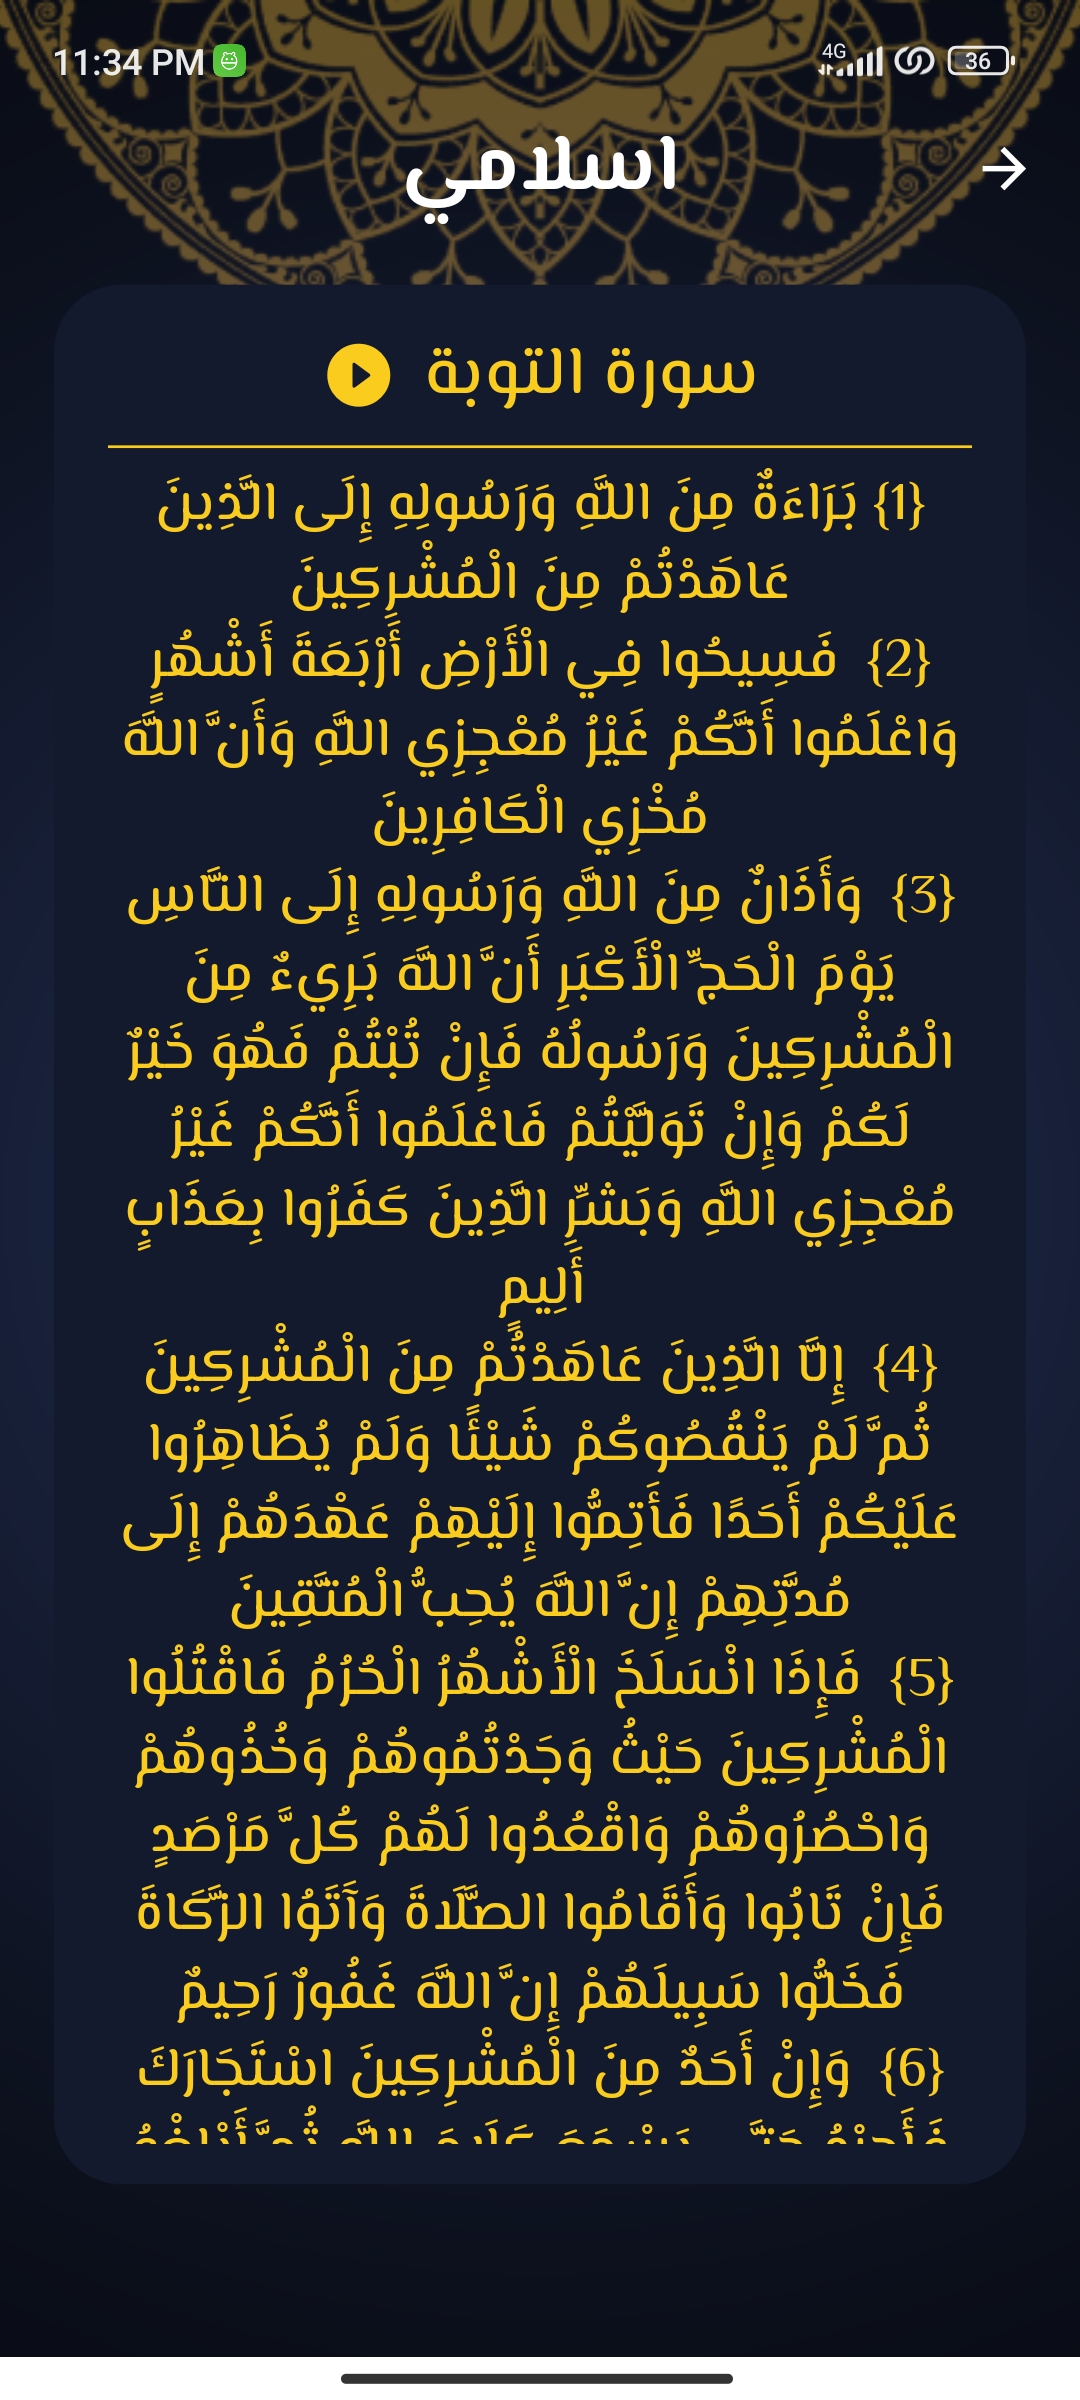 11:34 PM
4G
36
اسلامي
سورة التوبة
{1} بَرَاءَةٌ مِنَ اللَّهِ وَرَسُولِهِ إِلَى الَّذِينَ
عَاهَدْتُمْ مِنَ الْمُشْرِكِينَ
{2} فَسِيحُوا فِي الْأَرْضِ أَرْبَعَةَ أَشْهُرٍ
وَاعْلَمُوا أَنَّكُمْ غَيْرُ مُعْجِزِي اللَّهِ وَأَنَّ اللَّهَ
مُخْزِي الْكَافِرِينَ
{3} وَأَذَانٌ مِنَ اللَّهِ وَرَسُولِهِ إِلَى النَّاسِ
يَوْمَ الْحَجِّ الْأَكْبَرِ أَنَّ اللَّهَ بَرِيءٌ مِنَ
الْمُشْرِكِينَ وَرَسُولُهُ فَإِنْ تُبْتُمْ فَهُوَ خَيْرٌ
لَكُمْ وَإِنْ تَوَلَّيْتُمْ فَاعْلَمُوا أَنَّكُمْ غَيْرُ
مُعْجِزِي اللَّهِ وَبَشِّرِ الَّذِينَ كَفَرُوا بِعَذَابٍ
أَلِيمٍ
{4} إِلَّا الَّذِينَ عَاهَدْتُمْ مِنَ الْمُشْرِكِينَ
ثُمَّ لَمْ يَنْقُصُوكُمْ شَيْئًا وَلَمْ يُظَاهِرُوا
عَلَيْكُمْ أَحَدًا فَأَتِمُّوا إِلَيْهِمْ عَهْدَهُمْ إِلَى
مُدَّتِهِمْ إِنَّ اللَّهَ يُحِبُّ الْمُتَّقِينَ
{5} فَإِذَا انْسَلَخَ الْأَشْهُرُ الْحُرُمُ فَاقْتُلُوا
الْمُشْرِكِينَ حَيْثُ وَجَدْتُمُوهُمْ وَخُذُوهُمْ
وَاحْصُرُوهُمْ وَاقْعُدُوا لَهُمْ كُلَّ مَرْصَدٍ
فَإِنْ تَابُوا وَأَقَامُوا الصَّلَاةَ وَآتَوُا الزَّكَاةَ
فَخَلُّوا سَبِيلَهُمْ إِنَّ اللَّهَ غَفُورٌ رَحِيمٌ
{6} وَإِنْ أَحَدٌ مِنَ الْمُشْرِكِينَ اسْتَجَارَكَ